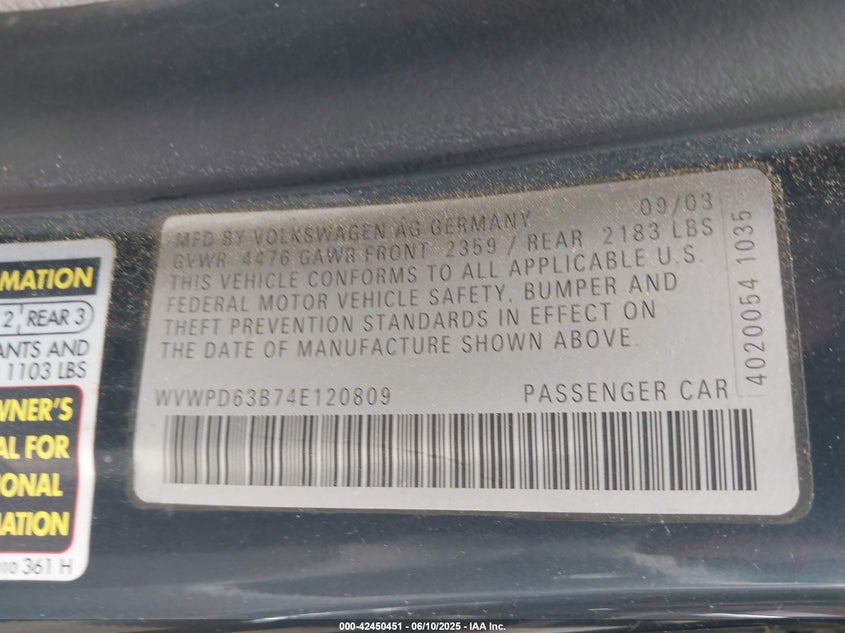 MFD BY VOLKSWAGEN AG GERMANY 09/03
GVWR 4476 GAWR FRONT 2359 / REAR 2183 LBS
THIS VEHICLE CONFORMS TO ALL APPLICABLE U.S.
FEDERAL MOTOR VEHICLE SAFETY, BUMPER AND
THEFT PREVENTION STANDARDS IN EFFECT ON
THE DATE OF MANUFACTURE SHOWN ABOVE.
WVWPD63B74E120809 PASSENGER CAR
4020054 1035
MATION
2 REAR 3
ANTS AND
1103 LBS
WNER'S
AL FOR
IONAL
MATION
010 361 H
000-42450451 - 06/10/2025 - IAA Inc.